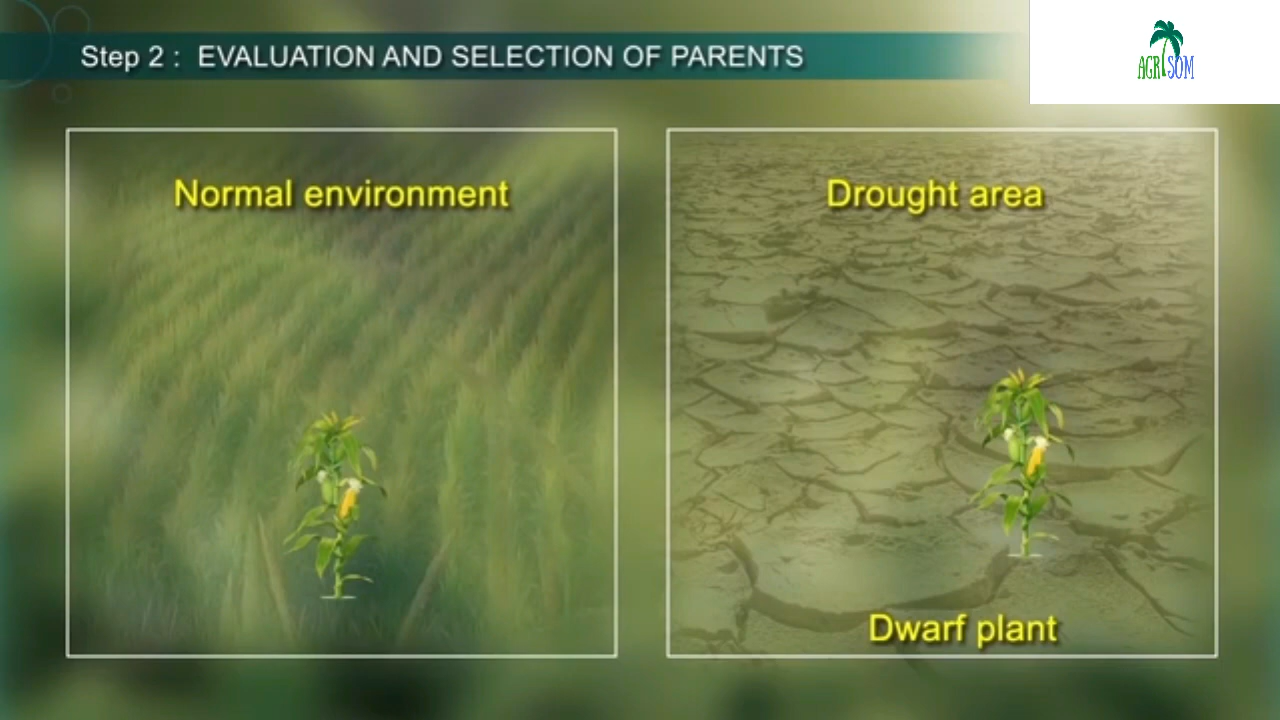 Step 2 : EVALUATION AND SELECTION OF PARENTS
AGRISOM
Normal environment
Drought area
Dwarf plant